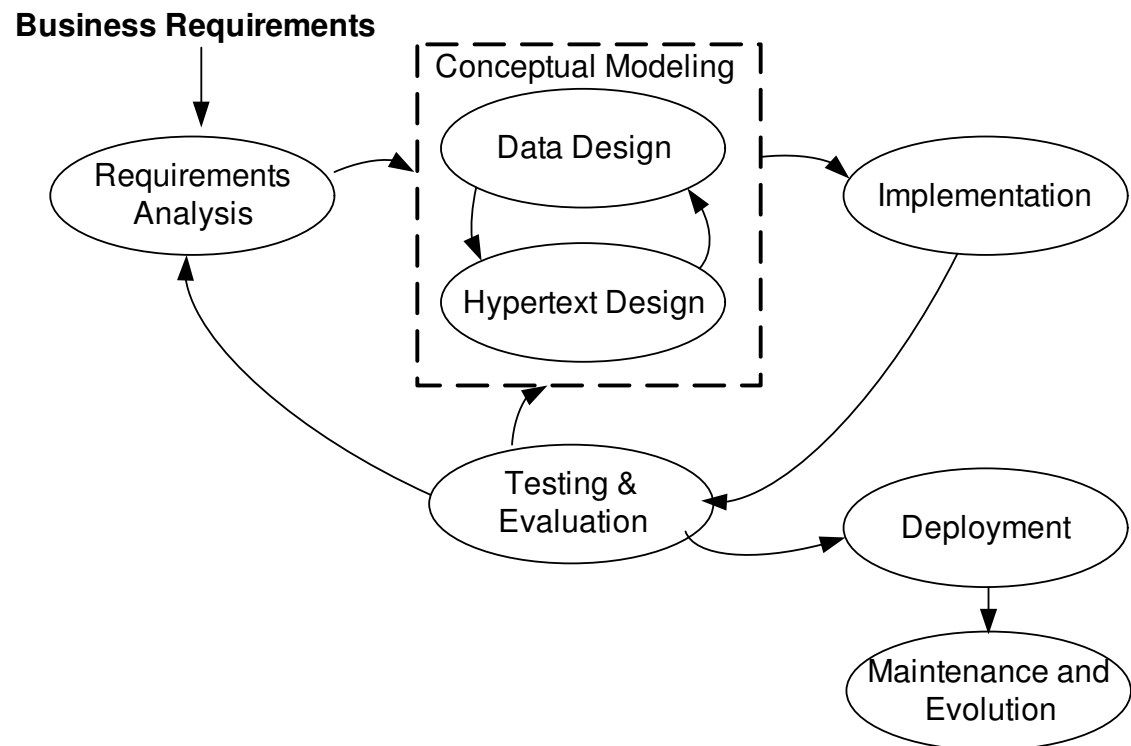 Business Requirements
Conceptual Modeling
Data Design
Requirements
Analysis
Implementation
Hypertext Design
Testing &
Evaluation
Deployment
Maintenance and
Evolution